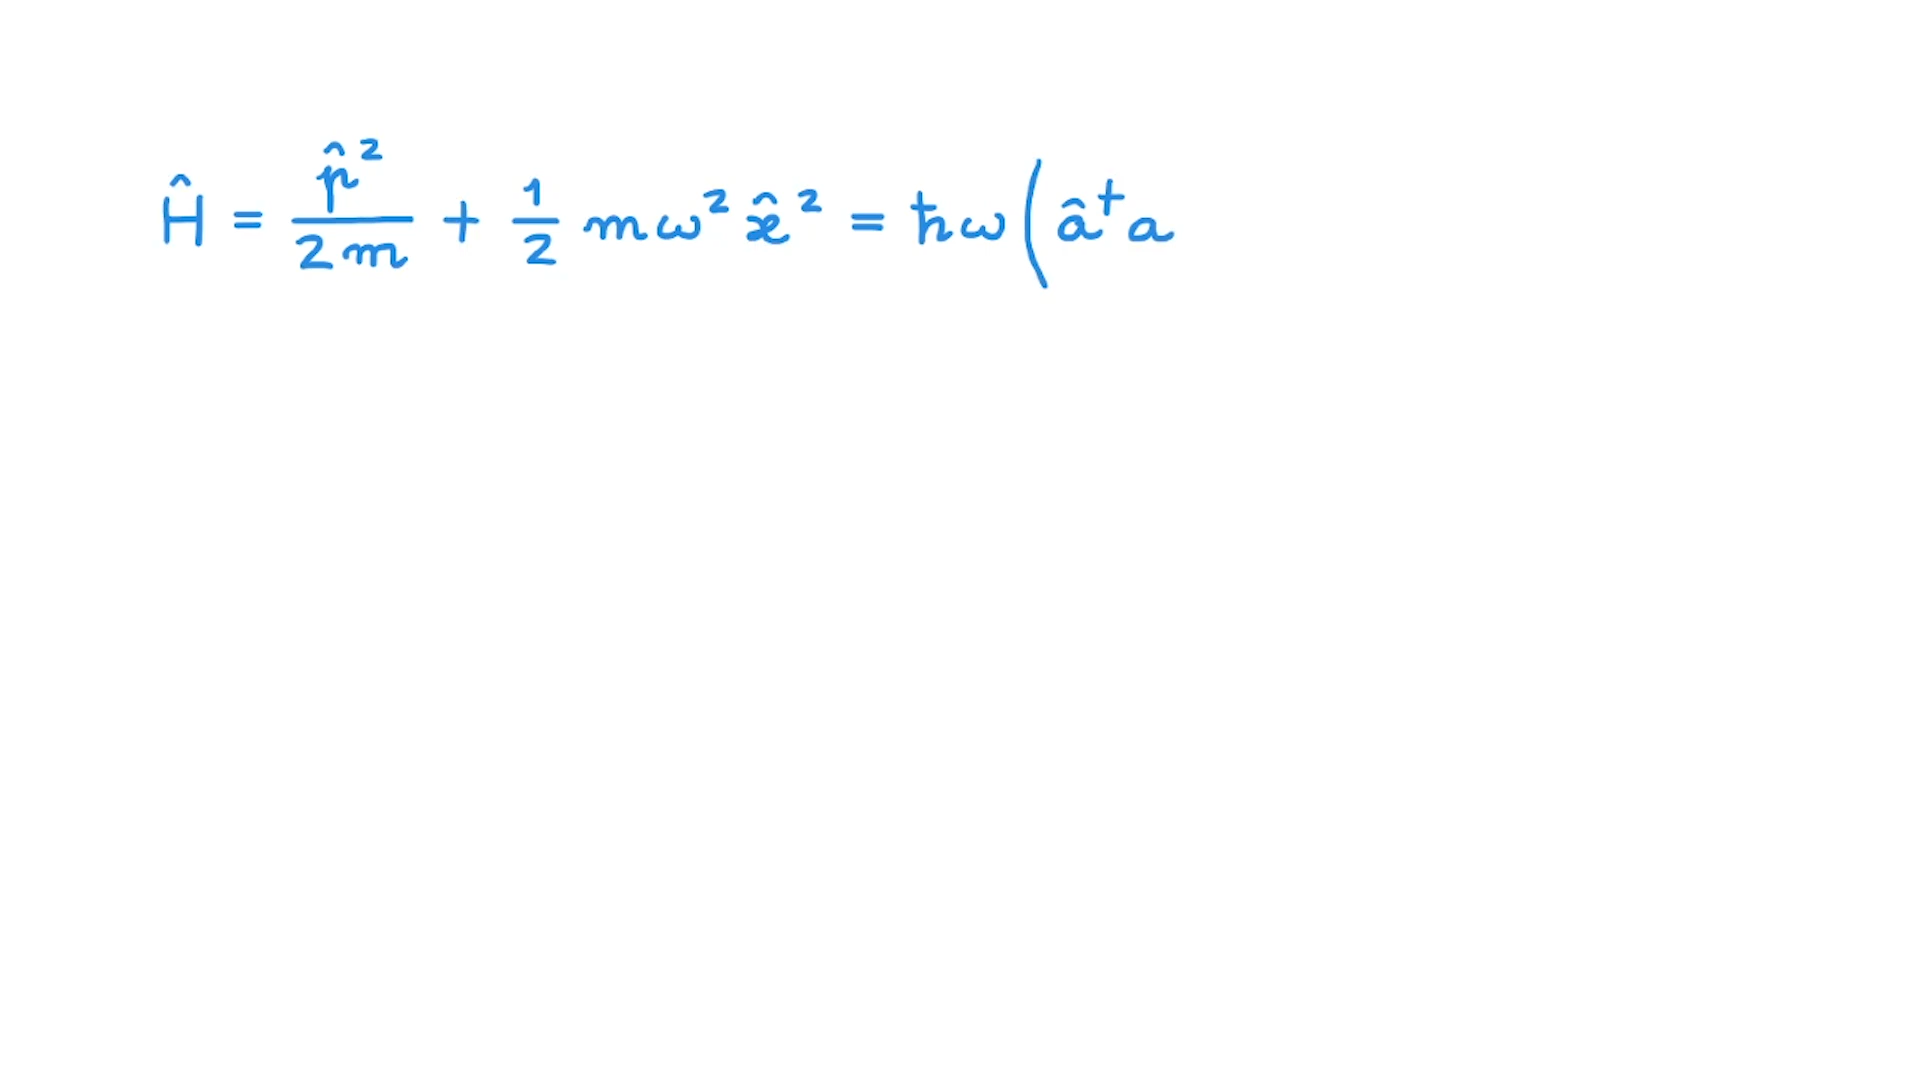 Ĥ = p̂²/2m + 1/2 mω² x̂² = ħω ( â†a